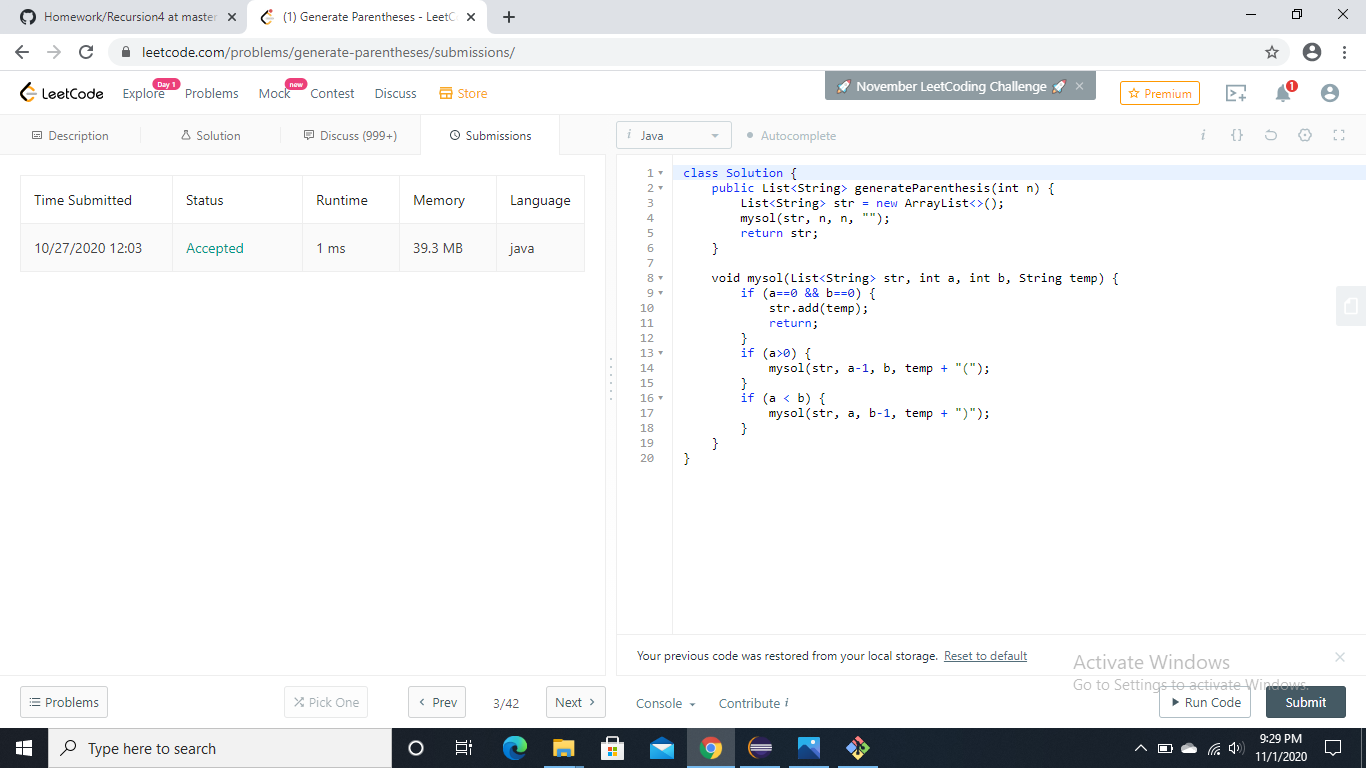 Homework/Recursion4 at master
(1) Generate Parentheses - LeetC
leetcode.com/problems/generate-parentheses/submissions/
LeetCode
Explore
Day 1
Problems
Mock
new
Contest
Discuss
Store
November LeetCoding Challenge
Premium
1
Description
Solution
Discuss (999+)
Submissions
i Java
Autocomplete
i {}
Time Submitted Status Runtime Memory Language
10/27/2020 12:03 Accepted 1 ms 39.3 MB java
1 class Solution {
2 public List<String> generateParenthesis(int n) {
3 List<String> str = new ArrayList<>();
4 mysol(str, n, n, "");
5 return str;
6 }
7
8 void mysol(List<String> str, int a, int b, String temp) {
9 if (a==0 && b==0) {
10 str.add(temp);
11 return;
12 }
13 if (a>0) {
14 mysol(str, a-1, b, temp + "(");
15 }
16 if (a < b) {
17 mysol(str, a, b-1, temp + ")");
18 }
19 }
20 }
Your previous code was restored from your local storage. Reset to default
Activate Windows
Go to Settings to activate Windows.
Problems
Pick One
Prev
3/42
Next
Console
Contribute i
Run Code
Submit
Type here to search
9:29 PM
11/1/2020